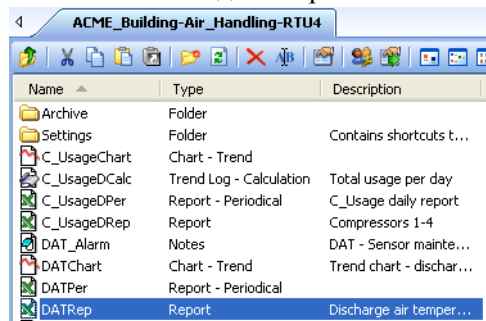 ACME_Building-Air_Handling-RTU4
Name Type Description
Archive Folder
Settings Folder Contains shortcuts t...
C_UsageChart Chart - Trend
C_UsageDCalc Trend Log - Calculation Total usage per day
C_UsageDPer Report - Periodical C_Usage daily report
C_UsageDRep Report Compressors 1-4
DAT_Alarm Notes DAT - Sensor mainte...
DATChart Chart - Trend Trend chart - dischar...
DATPer Report - Periodical
DATRep Report Discharge air temper...